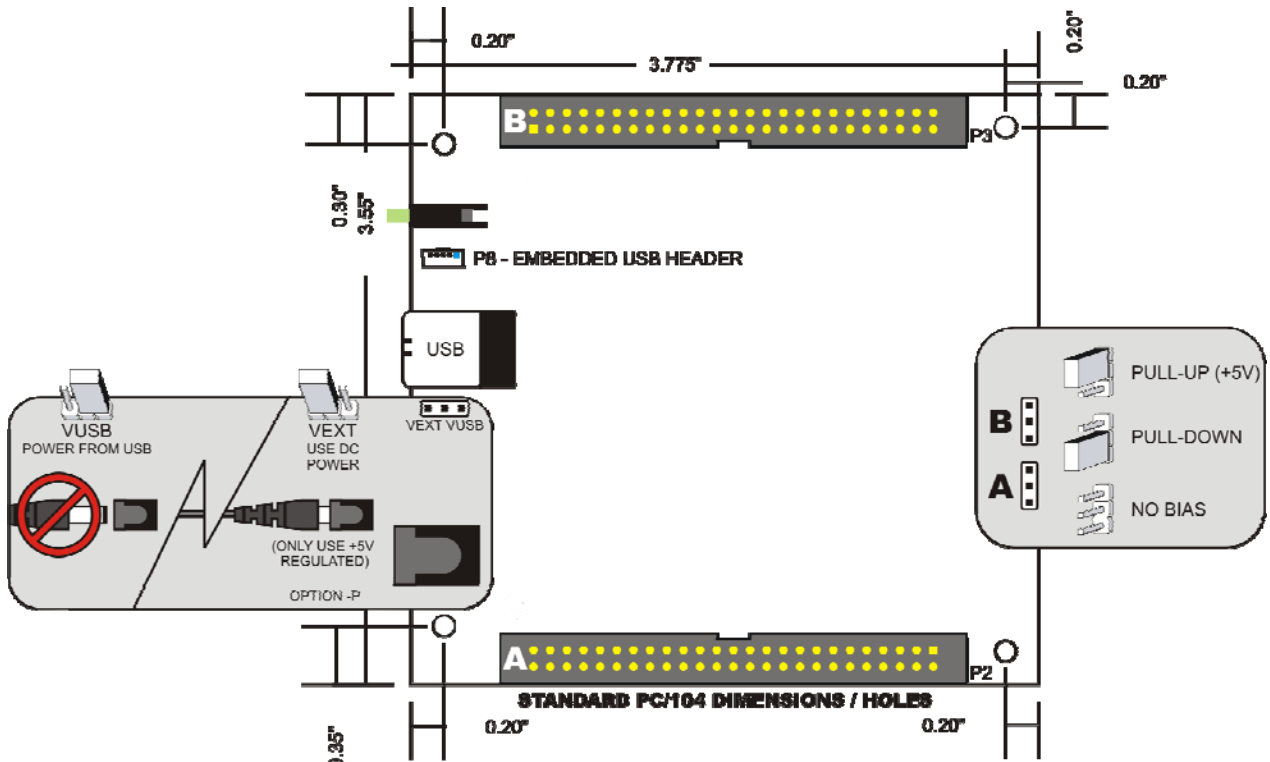 0.20"
0.20"
3.775"
0.20"
B
P3
0.30"
3.55"
P6 - EMBEDDED USB HEADER
USB
VEXT VUSB
VUSB
POWER FROM USB
VEXT
USE DC
POWER
(ONLY USE +5V
REGULATED)
OPTION -P
PULL-UP (+5V)
B
PULL-DOWN
A
NO BIAS
A
P2
STANDARD PC/104 DIMENSIONS / HOLES
0.20"
0.20"
0.35"